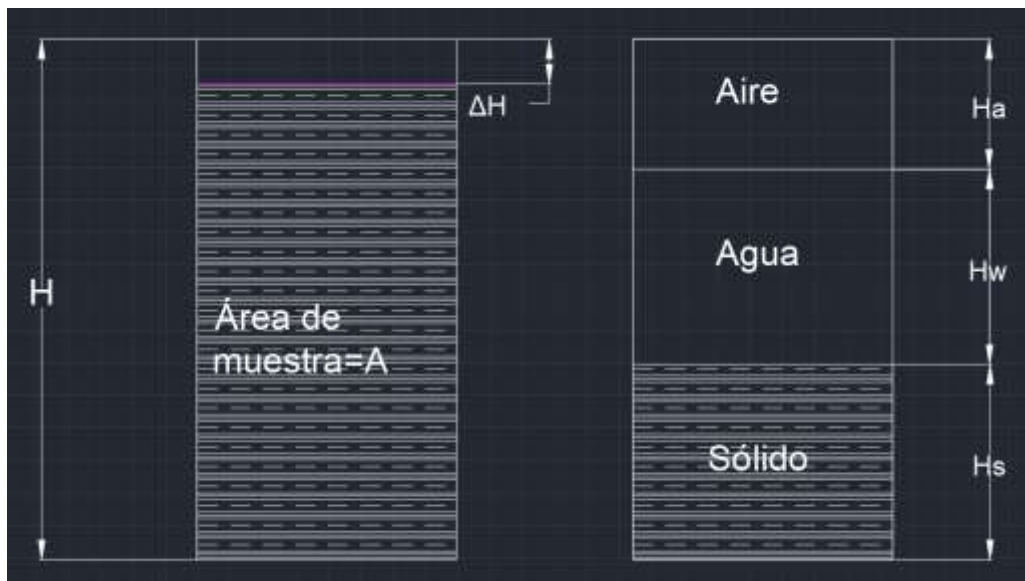 H
ΔH
Área de
muestra=A
Aire
Agua
Sólido
Ha
Hw
Hs